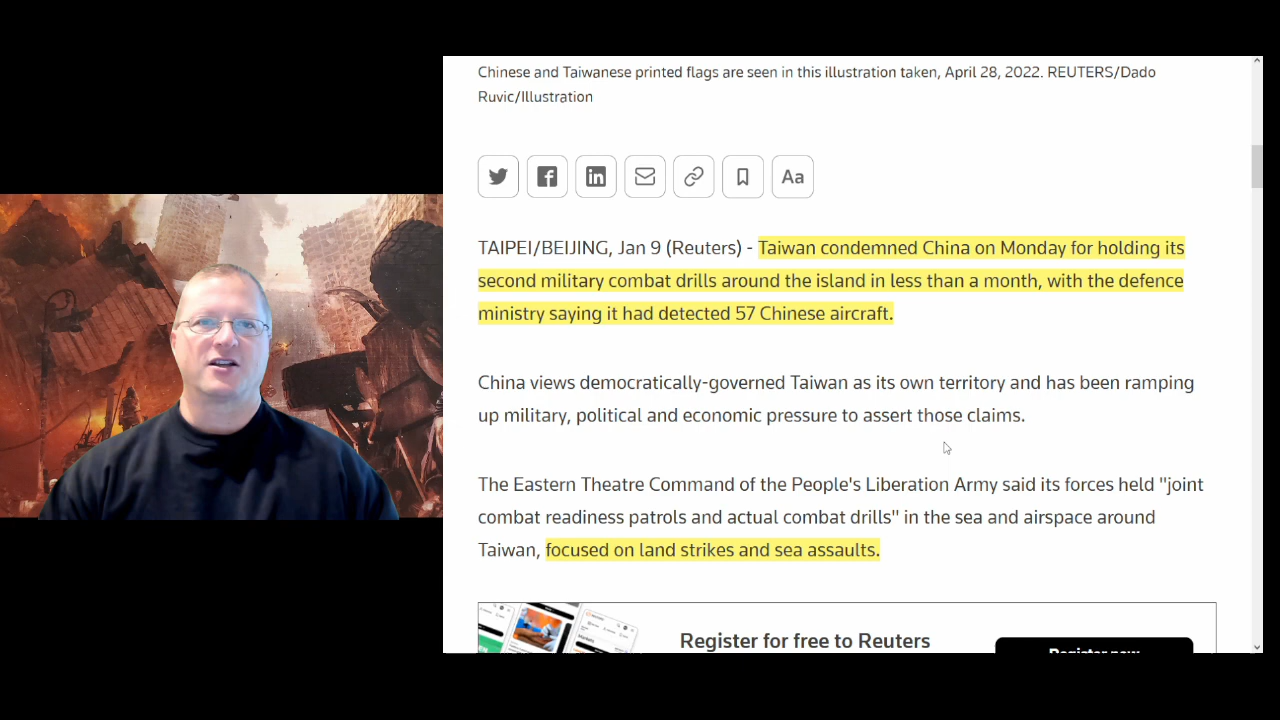 Chinese and Taiwanese printed flags are seen in this illustration taken, April 28, 2022. REUTERS/Dado
Ruvic/Illustration
Aa
TAIPEI/BEIJING, Jan 9 (Reuters) - Taiwan condemned China on Monday for holding its
second military combat drills around the island in less than a month, with the defence
ministry saying it had detected 57 Chinese aircraft.
China views democratically-governed Taiwan as its own territory and has been ramping
up military, political and economic pressure to assert those claims.
The Eastern Theatre Command of the People's Liberation Army said its forces held "joint
combat readiness patrols and actual combat drills" in the sea and airspace around
Taiwan, focused on land strikes and sea assaults.
Register for free to Reuters
Register now